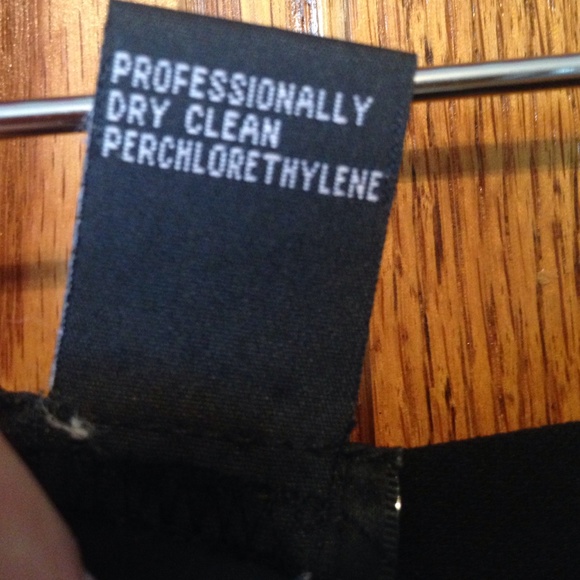 PROFESSIONALLY
DRY CLEAN
PERCHLORETHYLENE